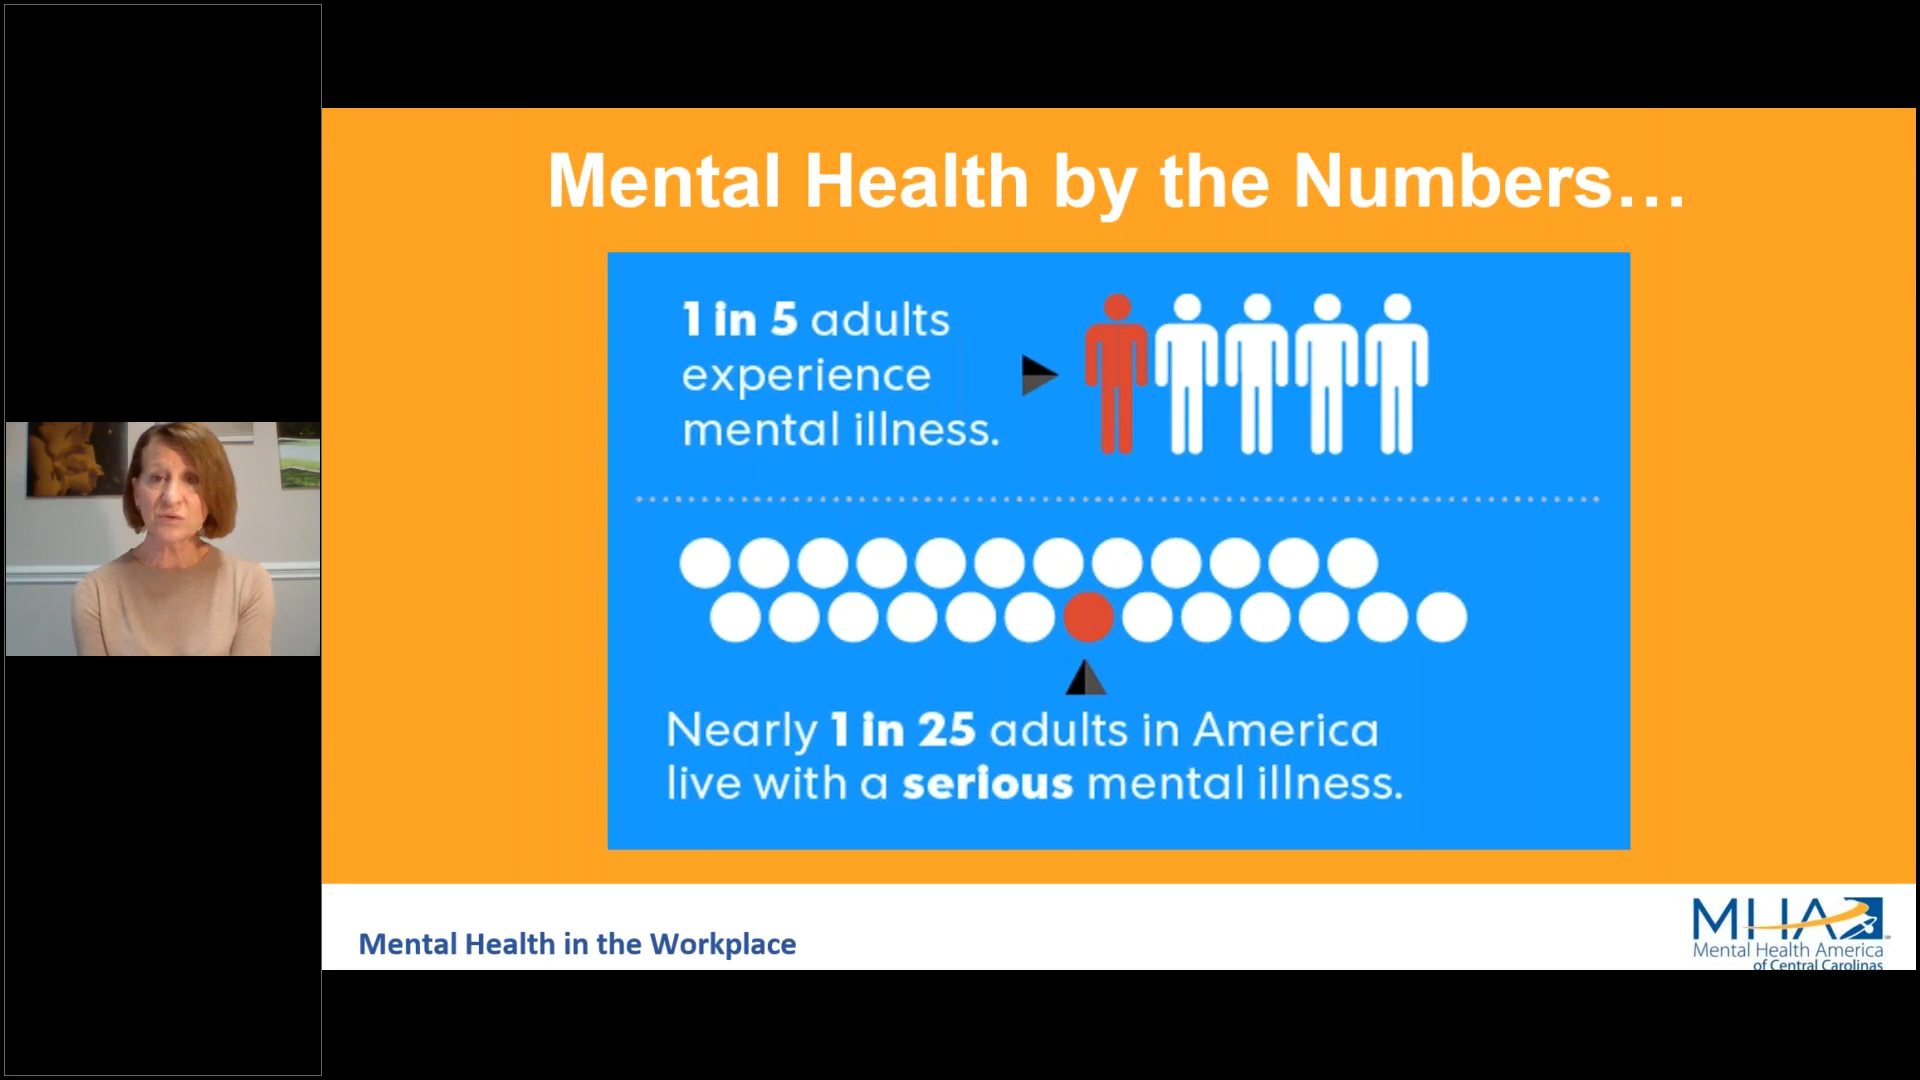 Mental Health by the Numbers...
1 in 5 adults
experience
mental illness.
Nearly 1 in 25 adults in America
live with a serious mental illness.
Mental Health in the Workplace
MHA
Mental Health America
of Central Carolinas